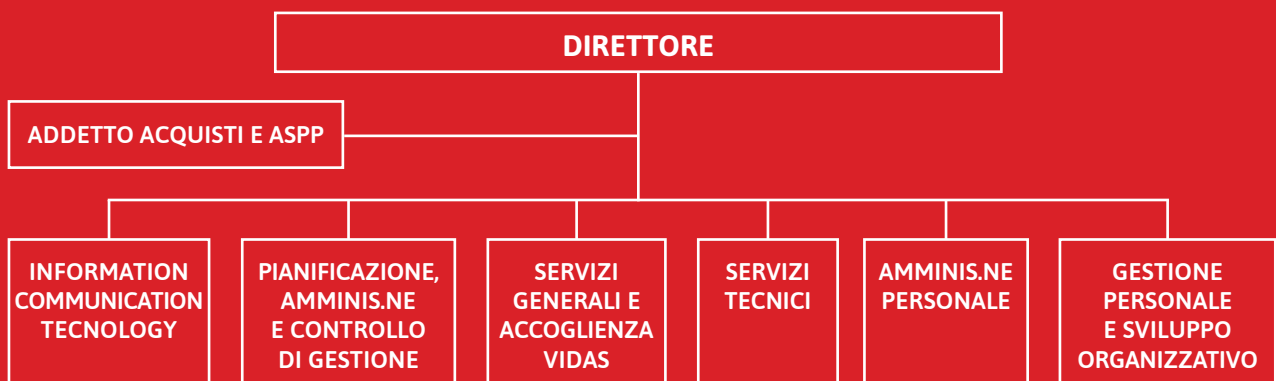 DIRETTORE
ADDETTO ACQUISTI E ASPP
INFORMATION
COMMUNICATION
TECNOLOGY
PIANIFICAZIONE,
AMMINIS.NE
E CONTROLLO
DI GESTIONE
SERVIZI
GENERALI E
ACCOGLIENZA
VIDAS
SERVIZI
TECNICI
AMMINIS.NE
PERSONALE
GESTIONE
PERSONALE
E SVILUPPO
ORGANIZZATIVO